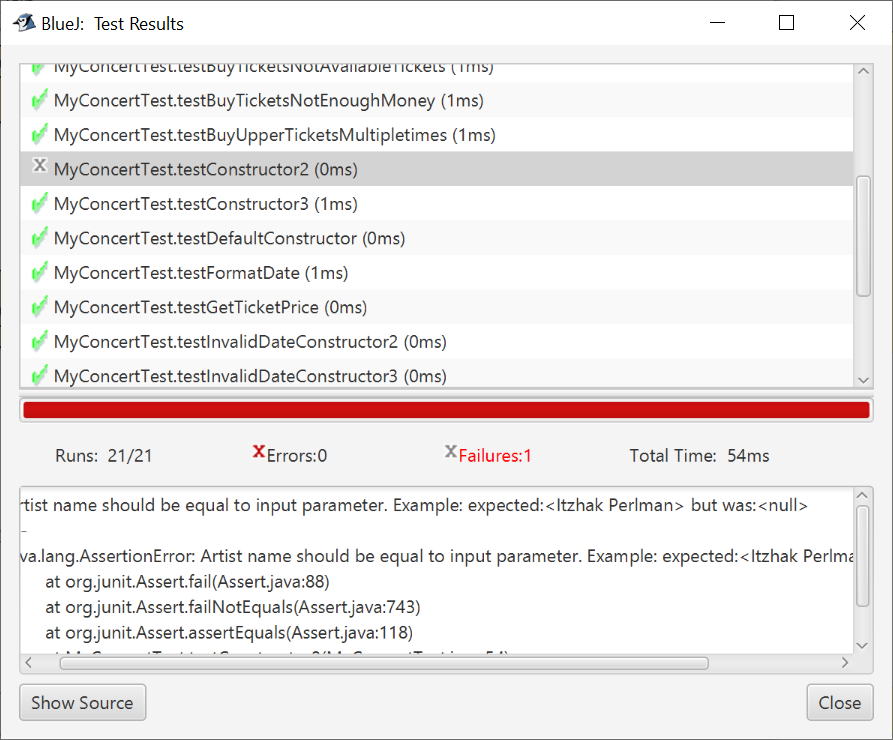 BlueJ: Test Results
MyConcertTest.testBuyTicketsNotAvailableTickets (1ms)
MyConcertTest.testBuyTicketsNotEnoughMoney (1ms)
MyConcertTest.testBuyUpperTicketsMultipletimes (1ms)
MyConcertTest.testConstructor2 (0ms)
MyConcertTest.testConstructor3 (1ms)
MyConcertTest.testDefaultConstructor (0ms)
MyConcertTest.testFormatDate (1ms)
MyConcertTest.testGetTicketPrice (0ms)
MyConcertTest.testInvalidDateConstructor2 (0ms)
MyConcertTest.testInvalidDateConstructor3 (0ms)
Runs: 21/21 Errors:0 Failures:1 Total Time: 54ms
rtist name should be equal to input parameter. Example: expected:<Itzhak Perlman> but was:<null>
-
va.lang.AssertionError: Artist name should be equal to input parameter. Example: expected:<Itzhak Perlma
at org.junit.Assert.fail(Assert.java:88)
at org.junit.Assert.failNotEquals(Assert.java:743)
at org.junit.Assert.assertEquals(Assert.java:118)
Show Source Close